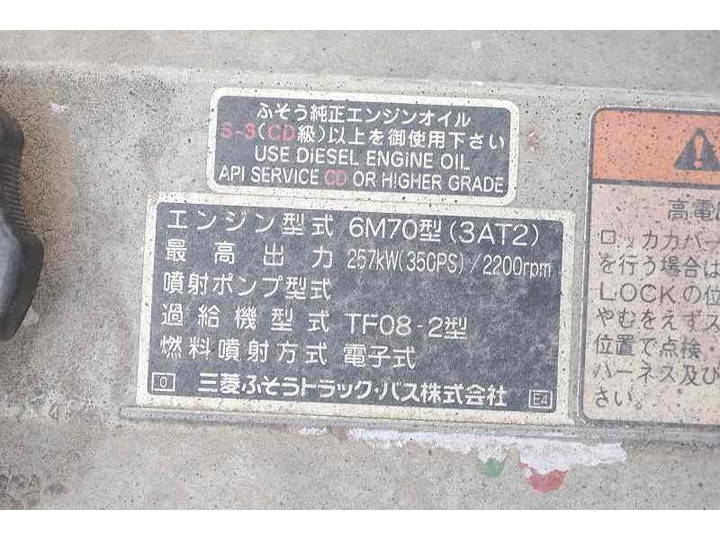 ふそう純正エンジンオイル
S-3(CD級)以上を御使用下さい
USE DIESEL ENGINE OIL
API SERVICE CD OR HIGHER GRADE
エンジン型式 6M70型(3AT2)
最高出力 257kW(350PS)/2200rpm
噴射ポンプ型式
過給機型式 TF08-2型
燃料噴射方式 電子式
0 三菱ふそうトラック・バス株式会社 E4
高電
ロッカカバー
を行う場合は
LOCKの位
やむをえずス
位置で点検・
ハーネス及び
さい。